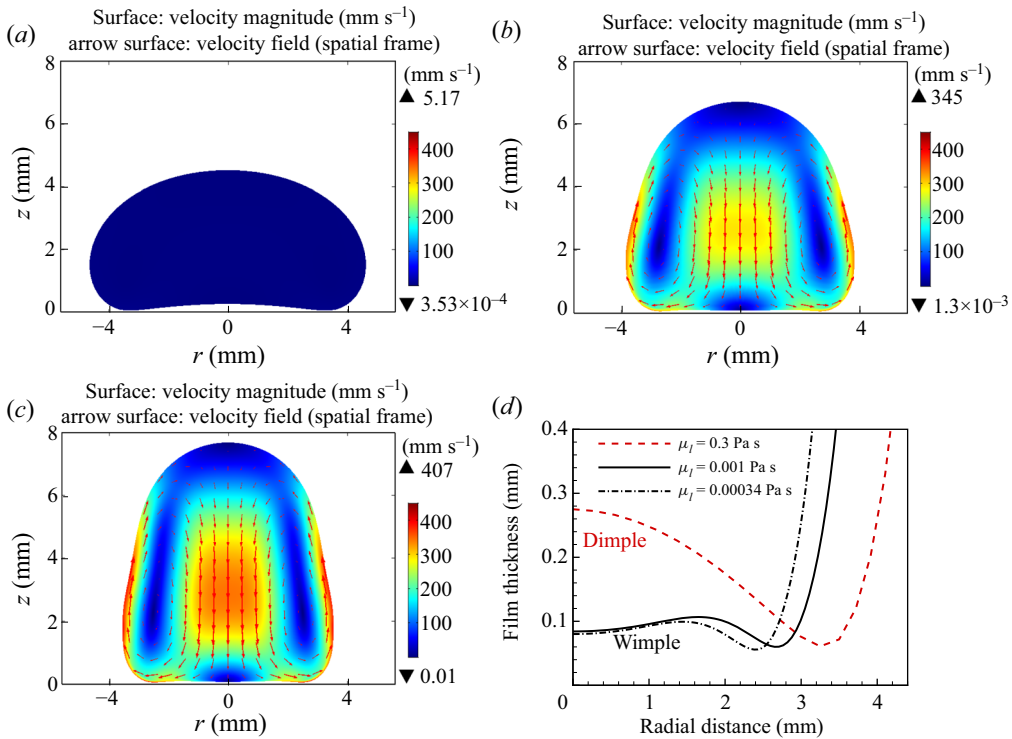 (a)
Surface: velocity magnitude (mm s⁻¹)
arrow surface: velocity field (spatial frame)
(mm s⁻¹)
▲ 5.17
8
6
4
2
0
z (mm)
400
300
200
100
▼ 3.53×10⁻⁴
−4
0
4
r (mm)
(b)
Surface: velocity magnitude (mm s⁻¹)
arrow surface: velocity field (spatial frame)
(mm s⁻¹)
▲ 345
8
6
4
2
0
z (mm)
400
300
200
100
▼ 1.3×10⁻³
−4
0
4
r (mm)
(c)
Surface: velocity magnitude (mm s⁻¹)
arrow surface: velocity field (spatial frame)
(mm s⁻¹)
▲ 407
8
6
4
2
0
z (mm)
400
300
200
100
▼ 0.01
−4
0
4
r (mm)
(d)
0.4
0.3
0.2
0.1
0
Film thickness (mm)
μₗ = 0.3 Pa s
μₗ = 0.001 Pa s
μₗ = 0.00034 Pa s
Dimple
Wimple
1
2
3
4
Radial distance (mm)